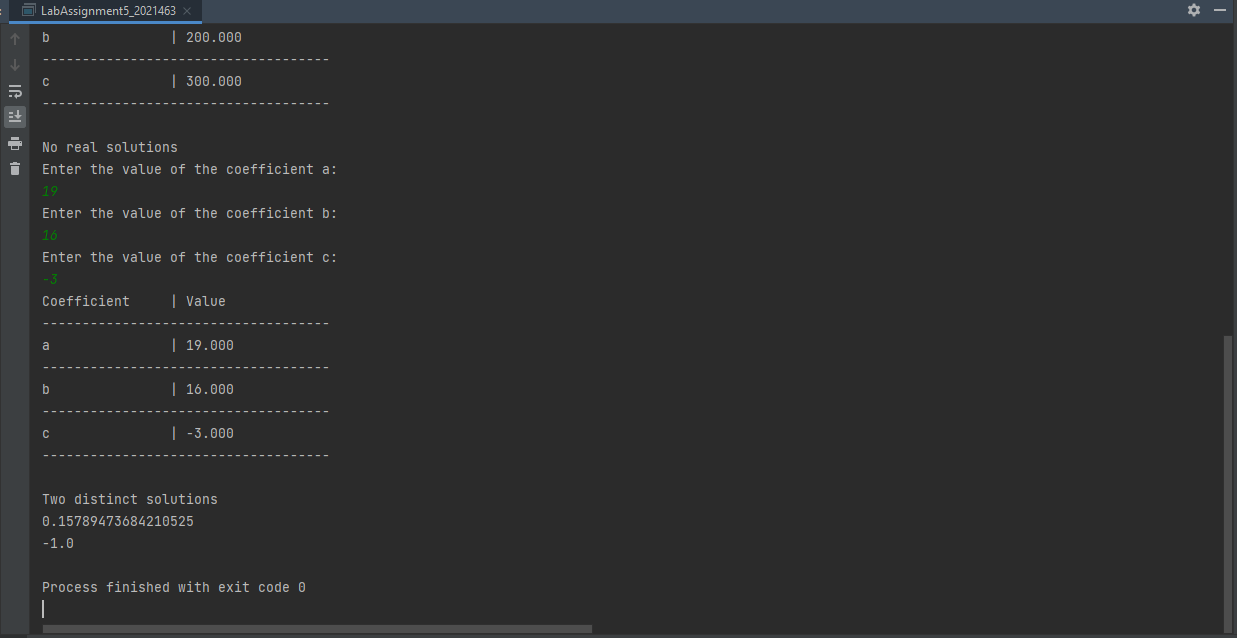 LabAssignment5_2021463
b | 200.000
------------------------------------
c | 300.000
------------------------------------
No real solutions
Enter the value of the coefficient a:
19
Enter the value of the coefficient b:
16
Enter the value of the coefficient c:
-3
Coefficient | Value
------------------------------------
a | 19.000
------------------------------------
b | 16.000
------------------------------------
c | -3.000
------------------------------------
Two distinct solutions
0.15789473684210525
-1.0
Process finished with exit code 0